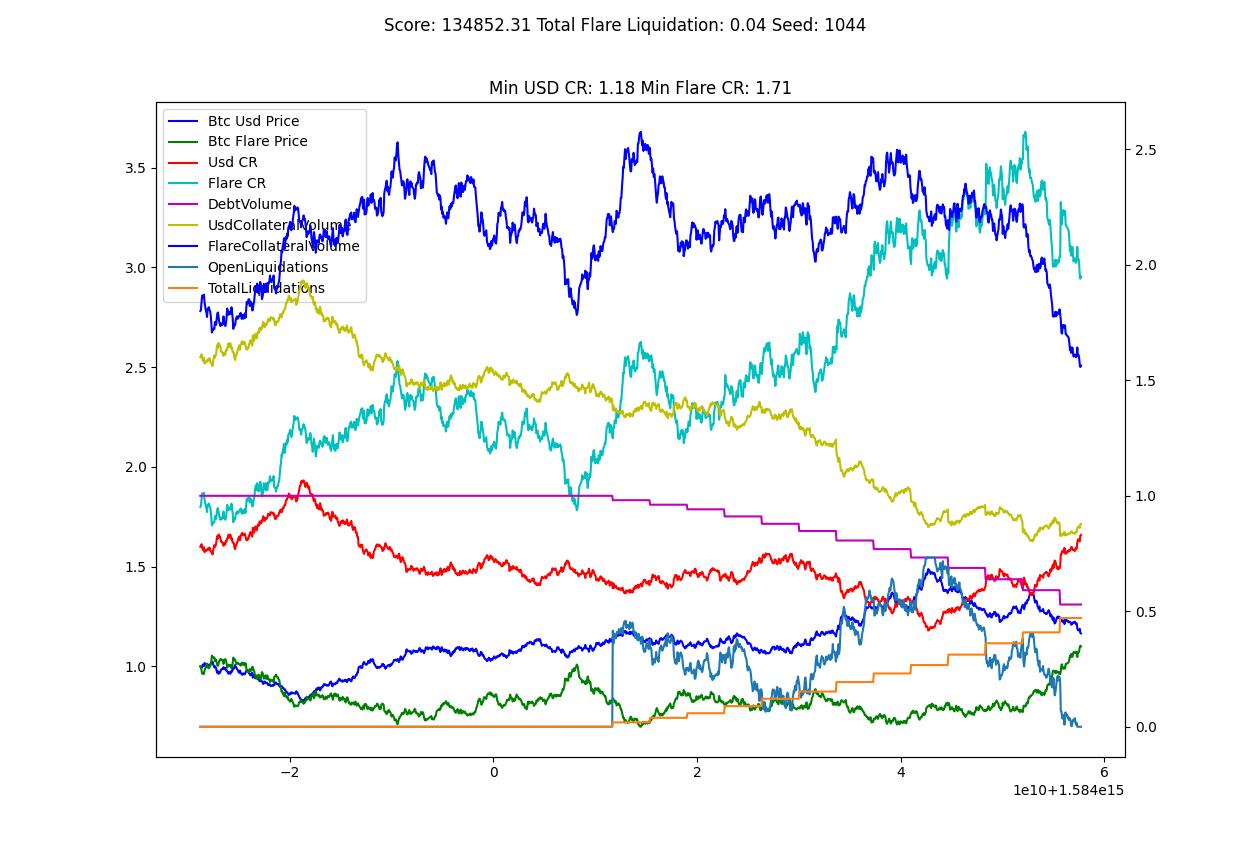 Score: 134852.31 Total Flare Liquidation: 0.04 Seed: 1044
Min USD CR: 1.18 Min Flare CR: 1.71
Btc Usd Price
Btc Flare Price
Usd CR
Flare CR
DebtVolume
UsdCollateralVolume
FlareCollateralVolume
OpenLiquidations
TotalLiquidations
3.5
3.0
2.5
2.0
1.5
1.0
2.5
2.0
1.5
1.0
0.5
0.0
−2
0
2
4
6
1e10+1.584e15